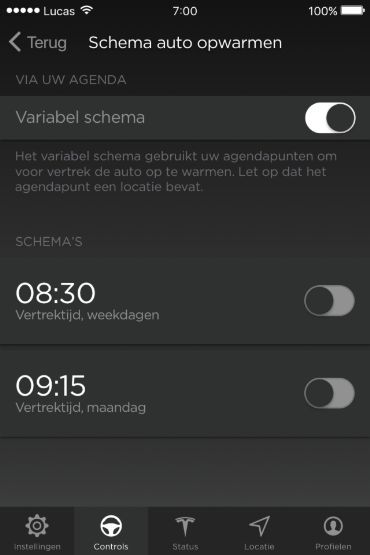 Lucas 7:00 100%
Terug Schema auto opwarmen
VIA UW AGENDA
Variabel schema
Het variabel schema gebruikt uw agendapunten om
voor vertrek de auto op te warmen. Let op dat het
agendapunt een locatie bevat.
SCHEMA'S
08:30
Vertrektijd, weekdagen
09:15
Vertrektijd, maandag
Instellingen Controls Status Locatie Profielen